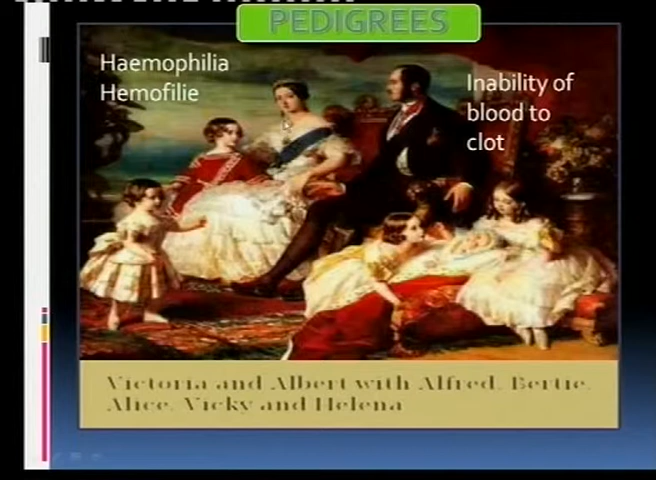 PEDIGREES
Haemophilia
Hemofilie
Inability of
blood to
clot
Victoria and Albert with Alfred, Bertie,
Alice, Vicky and Helena